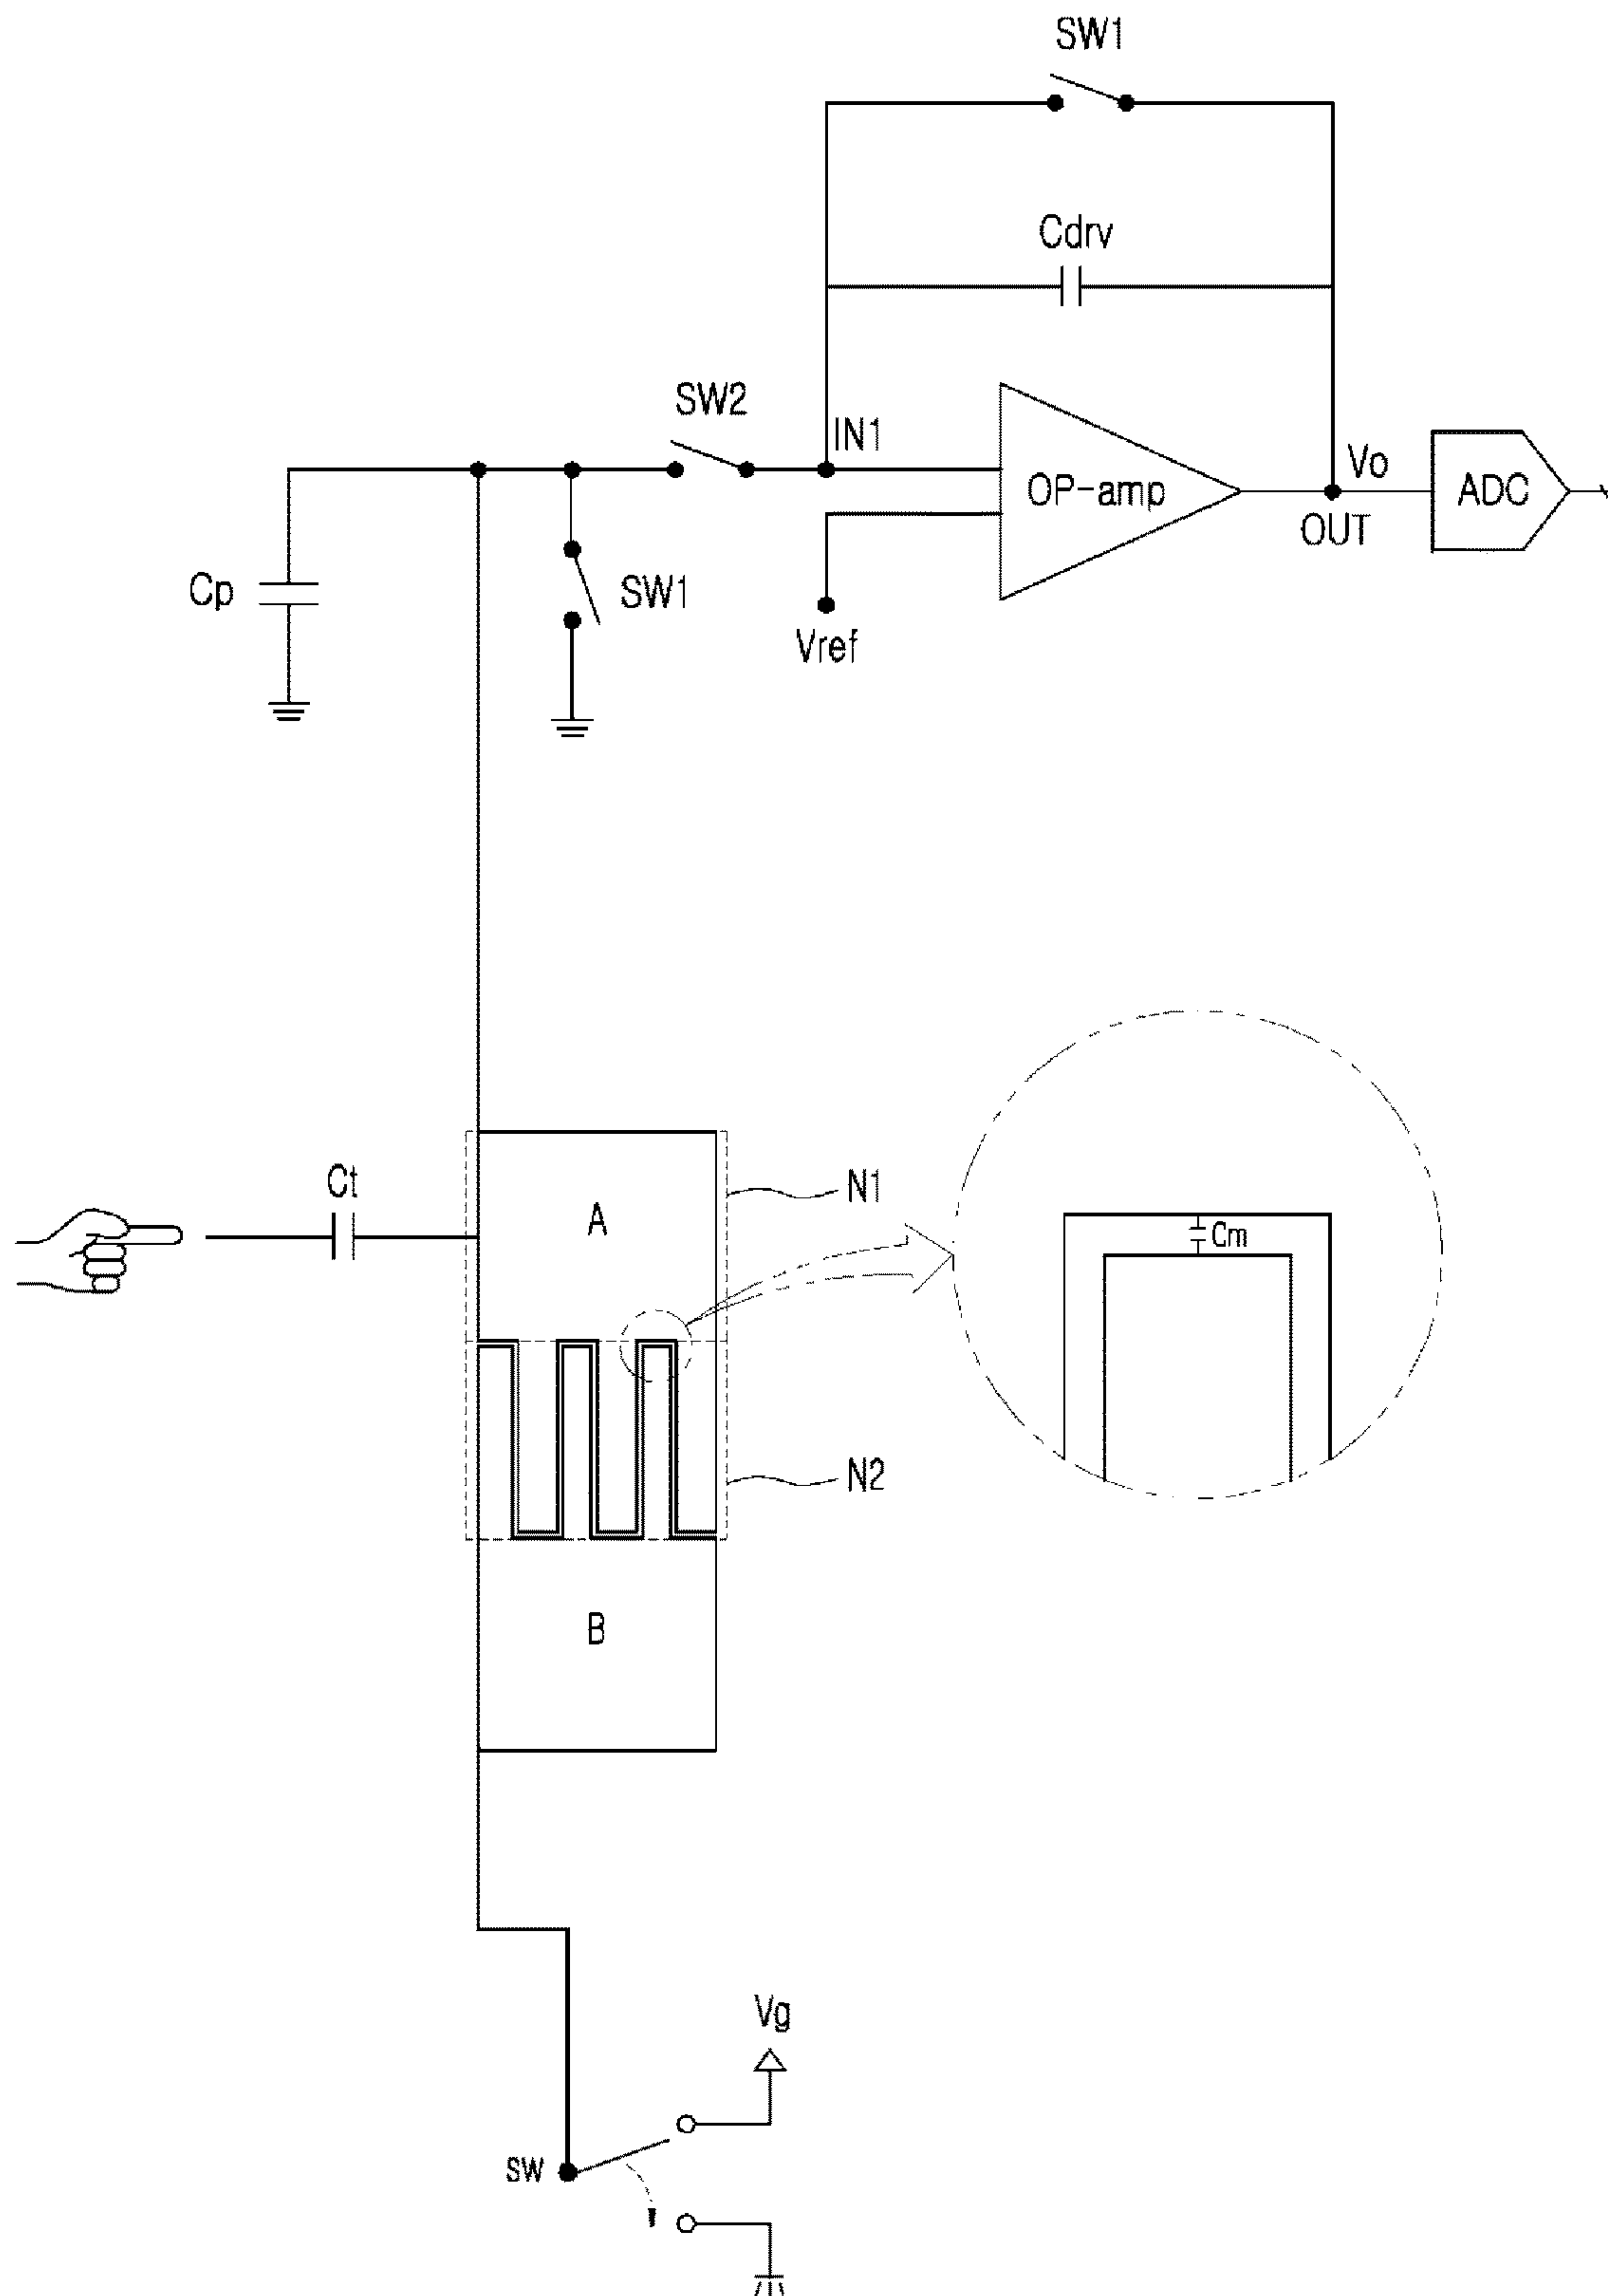 SW1
Cdrv
SW2
IN1
OP-amp
Vo
OUT
ADC
Cp
SW1
Vref
Ct
A
N1
Cm
N2
B
Vg
SW